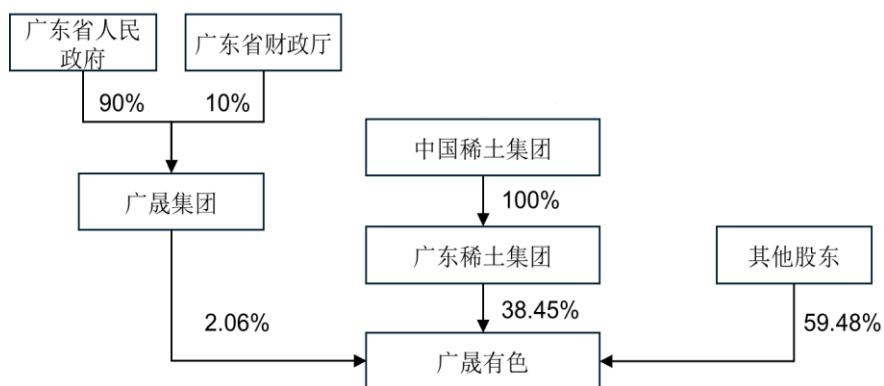 广东省人民
政府
广东省财政厅
90%
10%
中国稀土集团
广晟集团
100%
广东稀土集团
其他股东
2.06%
38.45%
59.48%
广晟有色